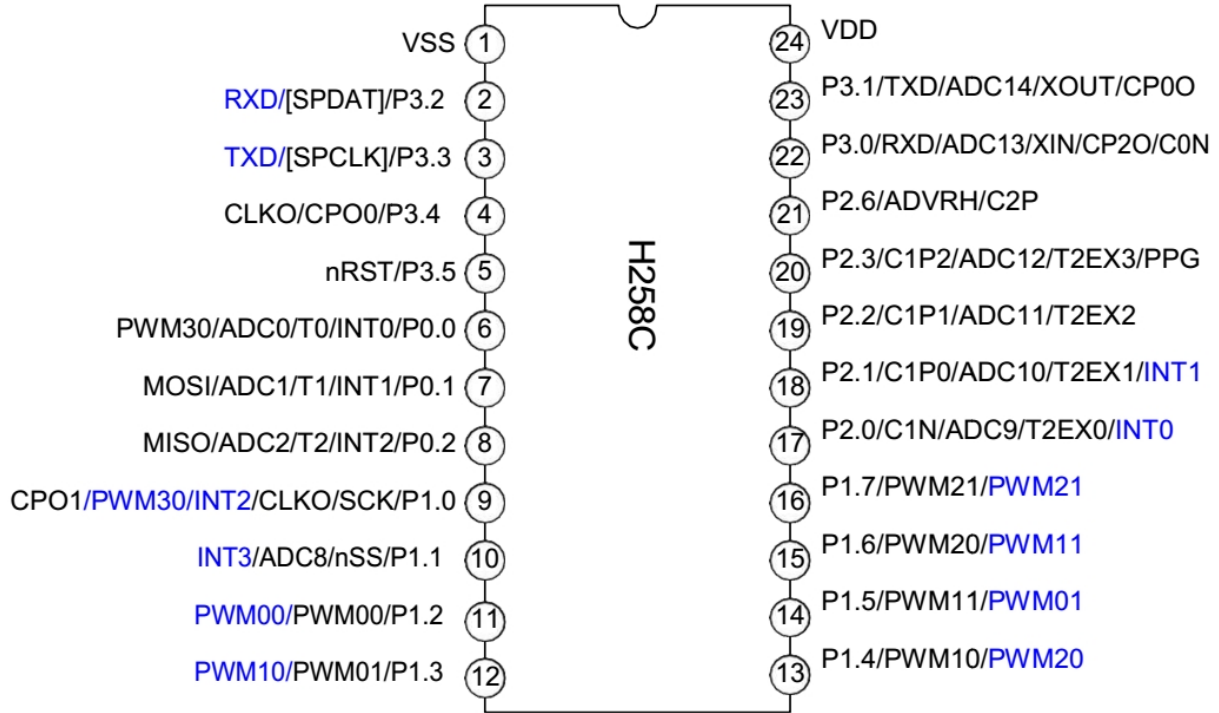 VSS 1
RXD/[SPDAT]/P3.2 2
TXD/[SPCLK]/P3.3 3
CLKO/CPO0/P3.4 4
nRST/P3.5 5
PWM30/ADC0/T0/INT0/P0.0 6
MOSI/ADC1/T1/INT1/P0.1 7
MISO/ADC2/T2/INT2/P0.2 8
CPO1/PWM30/INT2/CLKO/SCK/P1.0 9
INT3/ADC8/nSS/P1.1 10
PWM00/PWM00/P1.2 11
PWM10/PWM01/P1.3 12
H258C
24 VDD
23 P3.1/TXD/ADC14/XOUT/CP0O
22 P3.0/RXD/ADC13/XIN/CP2O/C0N
21 P2.6/ADVRH/C2P
20 P2.3/C1P2/ADC12/T2EX3/PPG
19 P2.2/C1P1/ADC11/T2EX2
18 P2.1/C1P0/ADC10/T2EX1/INT1
17 P2.0/C1N/ADC9/T2EX0/INT0
16 P1.7/PWM21/PWM21
15 P1.6/PWM20/PWM11
14 P1.5/PWM11/PWM01
13 P1.4/PWM10/PWM20